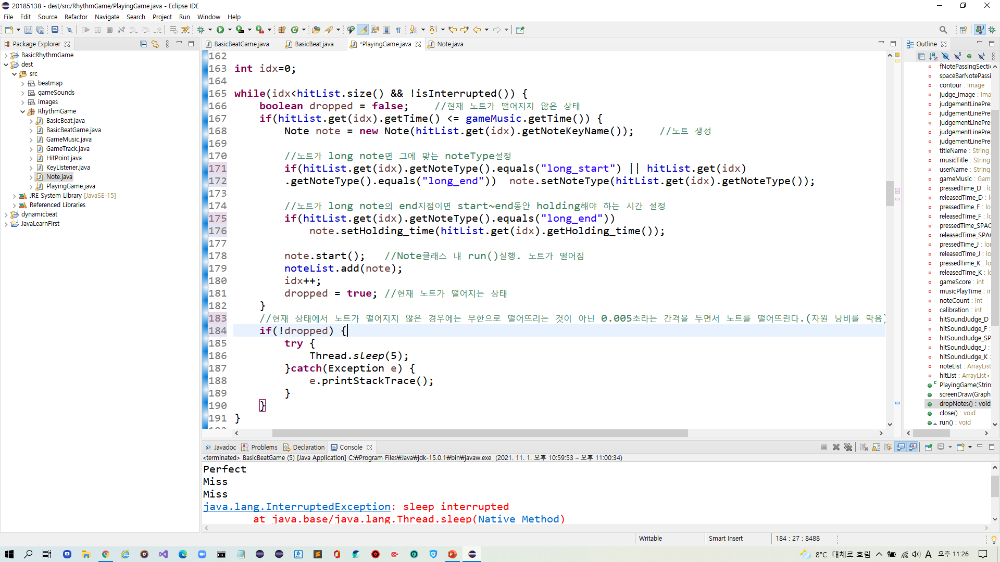 20185138 - dest/src/RhythmGame/PlayingGame.java - Eclipse IDE
File Edit Source Refactor Navigate Search Project Run Window Help
Package Explorer
BasicBeatGame.java BasicBeat.java *PlayingGame.java Note.java
Outline
BasicRhythmGame
dest
src
beatmap
gameSounds
images
RhythmGame
BasicBeat.java
BasicBeatGame.java
GameMusic.java
GameTrack.java
HitPoint.java
KeyListener.java
Note.java
PlayingGame.java
JRE System Library [JavaSE-15]
Referenced Libraries
dynamicbeat
JavaLearnFirst
162
163 int idx=0;
164
165 while(idx<hitList.size() && !isInterrupted()) {
166 boolean dropped = false; //현재 노트가 떨어지지 않은 상태
167 if(hitList.get(idx).getTime() <= gameMusic.getTime()) {
168 Note note = new Note(hitList.get(idx).getNoteKeyName()); //노트 생성
169
170 //노트가 long note면 그에 맞는 noteType설정
171 if(hitList.get(idx).getNoteType().equals("long_start") || hitList.get(idx)
172 .getNoteType().equals("long_end")) note.setNoteType(hitList.get(idx).getNoteType());
173
174 //노트가 long note의 end지점이면 start~end동안 holding해야 하는 시간 설정
175 if(hitList.get(idx).getNoteType().equals("long_end"))
176 note.setHolding_time(hitList.get(idx).getHolding_time());
177
178 note.start(); //Note클래스 내 run()실행. 노트가 떨어짐
179 noteList.add(note);
180 idx++;
181 dropped = true; //현재 노트가 떨어지는 상태
182 }
183 //현재 상태에서 노트가 떨어지지 않은 경우에는 무한으로 떨어뜨리는 것이 아닌 0.005초라는 간격을 두면서 노트를 떨어뜨린다.(자원 낭비를 막음)
184 if(!dropped) {
185 try {
186 Thread.sleep(5);
187 }catch(Exception e) {
188 e.printStackTrace();
189 }
190 }
191 }
fNotePassingSecti
spaceBarNotePassi
contour : Image
judge_image : Ima
judgementLinePre
judgementLinePre
judgementLinePre
judgementLinePre
judgementLinePre
titleName : String
musicTitle : String
userName : String
gameMusic : Gam
pressedTime_D : lo
releasedTime_D : l
pressedTime_F : lo
releasedTime_F : lo
pressedTime_SPAC
releasedTime_SPA
pressedTime_J : lon
releasedTime_J : lo
pressedTime_K : lo
releasedTime_K : lo
gameScore : int
musicPlayTime : in
noteCount : int
calibration : int
hitSoundJudge_D
hitSoundJudge_F
hitSoundJudge_SP
hitSoundJudge_J :
hitSoundJudge_K
noteList : ArrayList
hitList : ArrayList<
PlayingGame(Strin
screenDraw(Graph
dropNotes() : void
close() : void
run() : void
Javadoc Problems Declaration Console
<terminated> BasicBeatGame (5) [Java Application] C:￦Program Files￦Java￦jdk-15.0.1￦bin￦javaw.exe (2021. 11. 1. 오후 10:59:53 – 오후 11:00:34)
Perfect
Miss
Miss
java.lang.InterruptedException: sleep interrupted
at java.base/java.lang.Thread.sleep(Native Method)
Writable Smart Insert 184 : 27 : 8488
8°C 대체로 흐림 A 오후 11:26